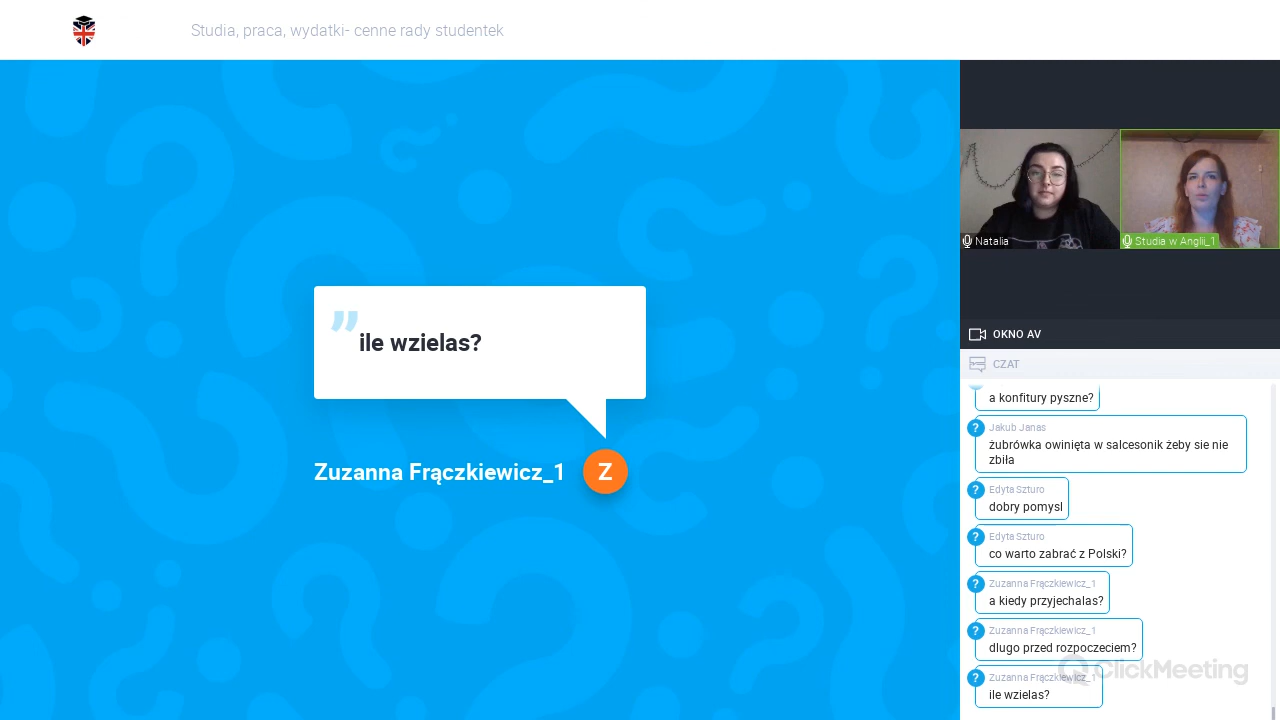 Studia, praca, wydatki- cenne rady studentek
ile wzielas?
Zuzanna Frączkiewicz_1
Z
Natalia
Studia w Anglii_1
OKNO AV
CZAT
a konfitury pyszne?
? Jakub Janas
żubrówka owinięta w salcesonik żeby sie nie
zbiła
? Edyta Szturo
dobry pomysl
? Edyta Szturo
co warto zabrać z Polski?
? Zuzanna Frączkiewicz_1
a kiedy przyjechalas?
? Zuzanna Frączkiewicz_1
dlugo przed rozpoczeciem?
ClickMeeting
? Zuzanna Frączkiewicz_1
ile wzielas?